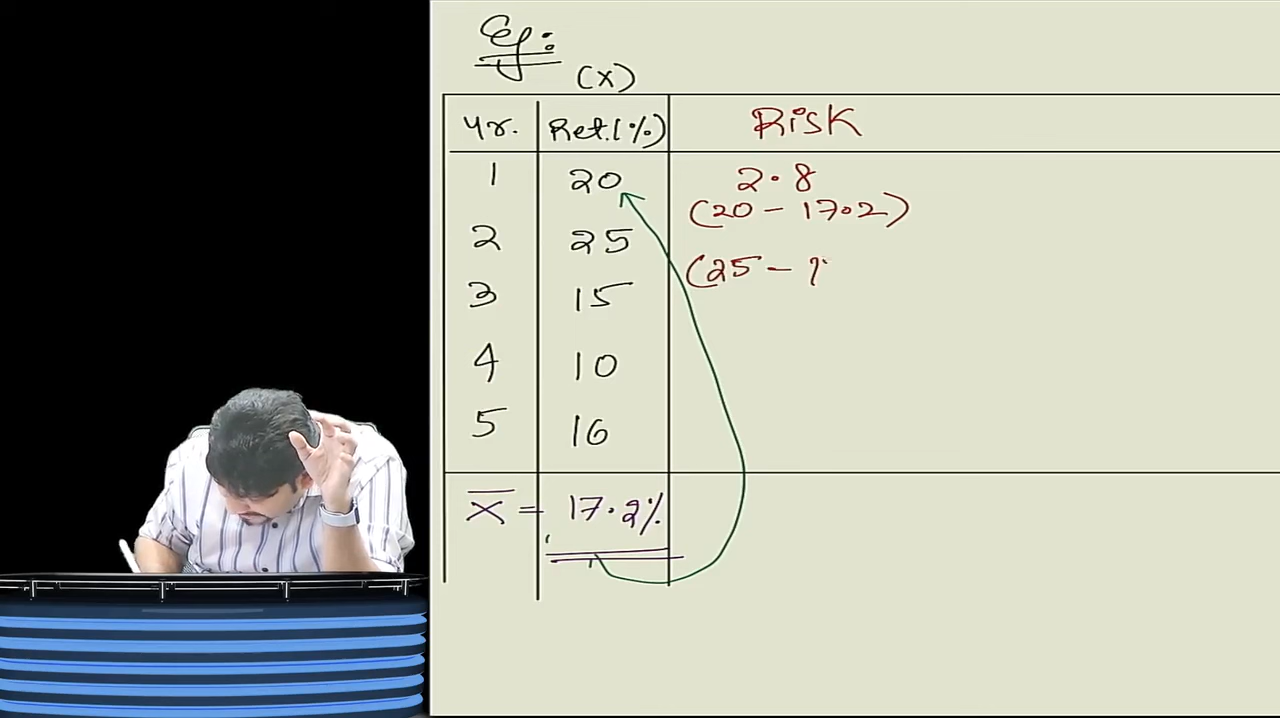 Eg:
(X)
Yr. Ret.(%) Risk
1 20 2.8
(20 - 17.2)
2 25
(25 - 1
3 15
4 10
5 16
X̄ = 17.2%